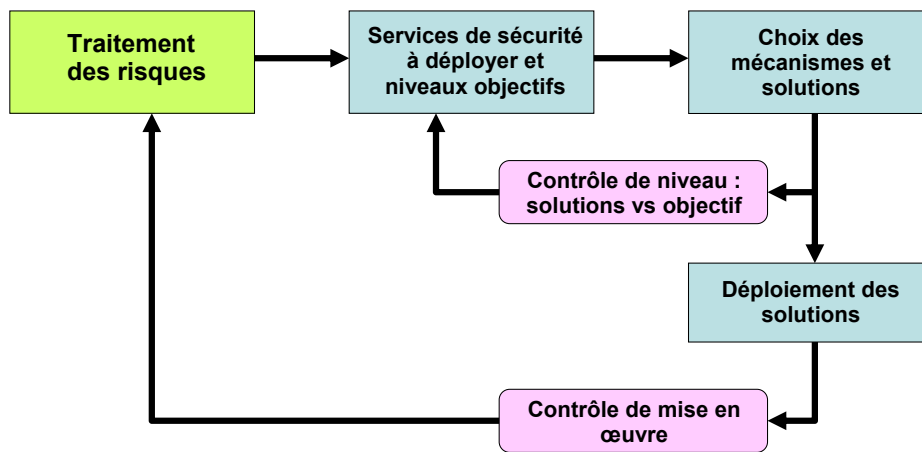 Traitement
des risques
Services de sécurité
à déployer et
niveaux objectifs
Choix des
mécanismes et
solutions
Contrôle de niveau :
solutions vs objectif
Déploiement des
solutions
Contrôle de mise en
œuvre